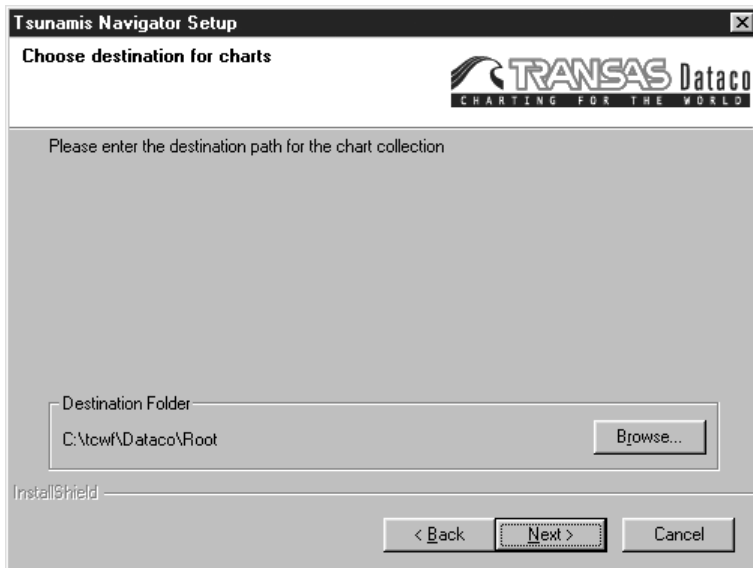 Tsunamis Navigator Setup
Choose destination for charts
TRANSAS Dataco
CHARTING FOR THE WORLD
Please enter the destination path for the chart collection
Destination Folder
C:\tcwf\Dataco\Root
Browse...
InstallShield
< Back
Next >
Cancel